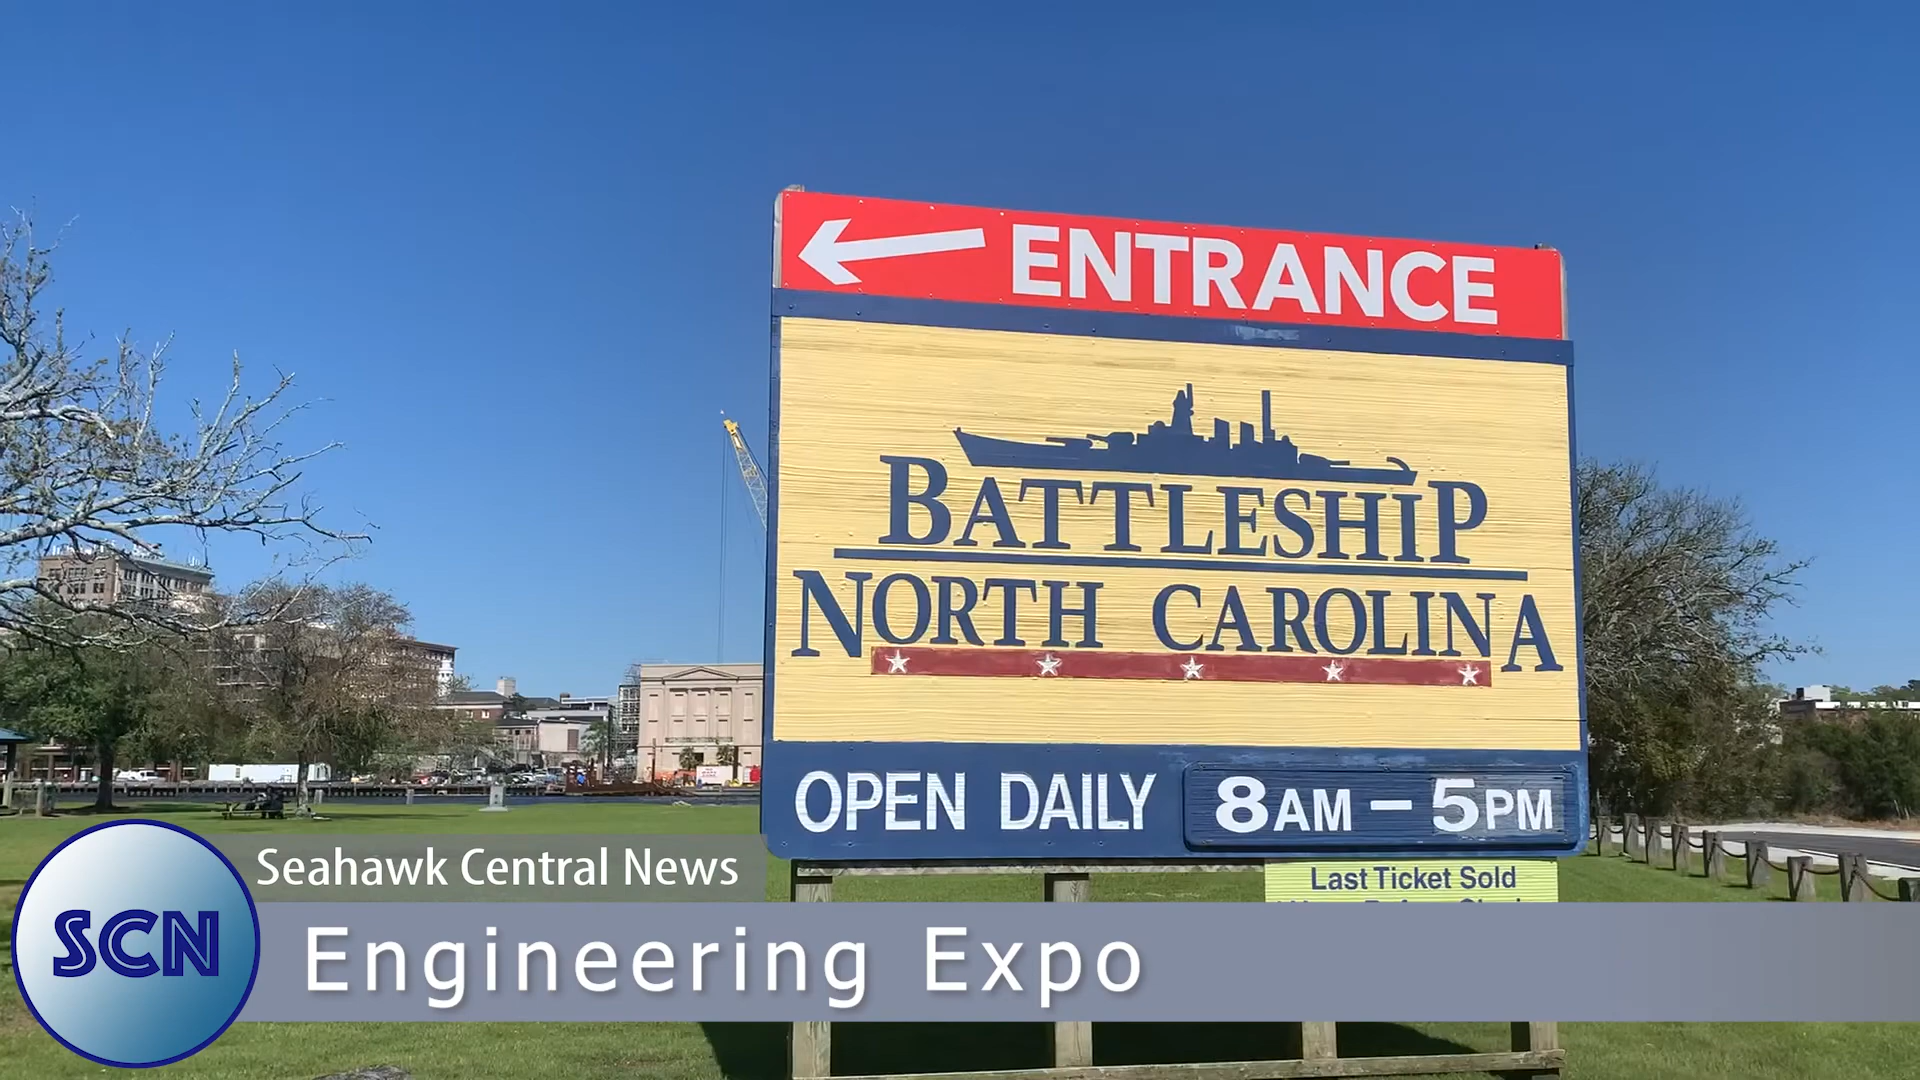 ENTRANCE
BATTLESHIP
NORTH CAROLINA
OPEN DAILY 8AM – 5PM
Last Ticket Sold
Seahawk Central News
SCN
Engineering Expo